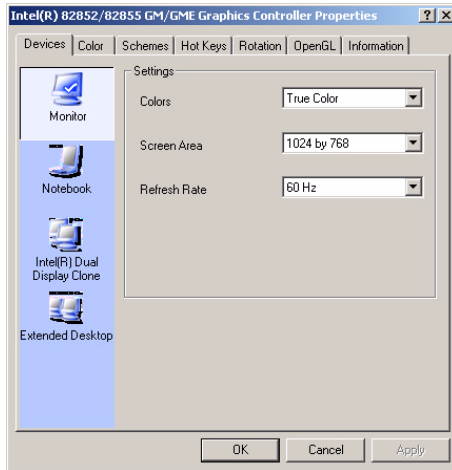 Intel(R) 82852/82855 GM/GME Graphics Controller Properties
Devices Color Schemes Hot Keys Rotation OpenGL Information
Monitor
Notebook
Intel(R) Dual
Display Clone
Extended Desktop
Settings
Colors True Color
Screen Area 1024 by 768
Refresh Rate 60 Hz
OK Cancel Apply